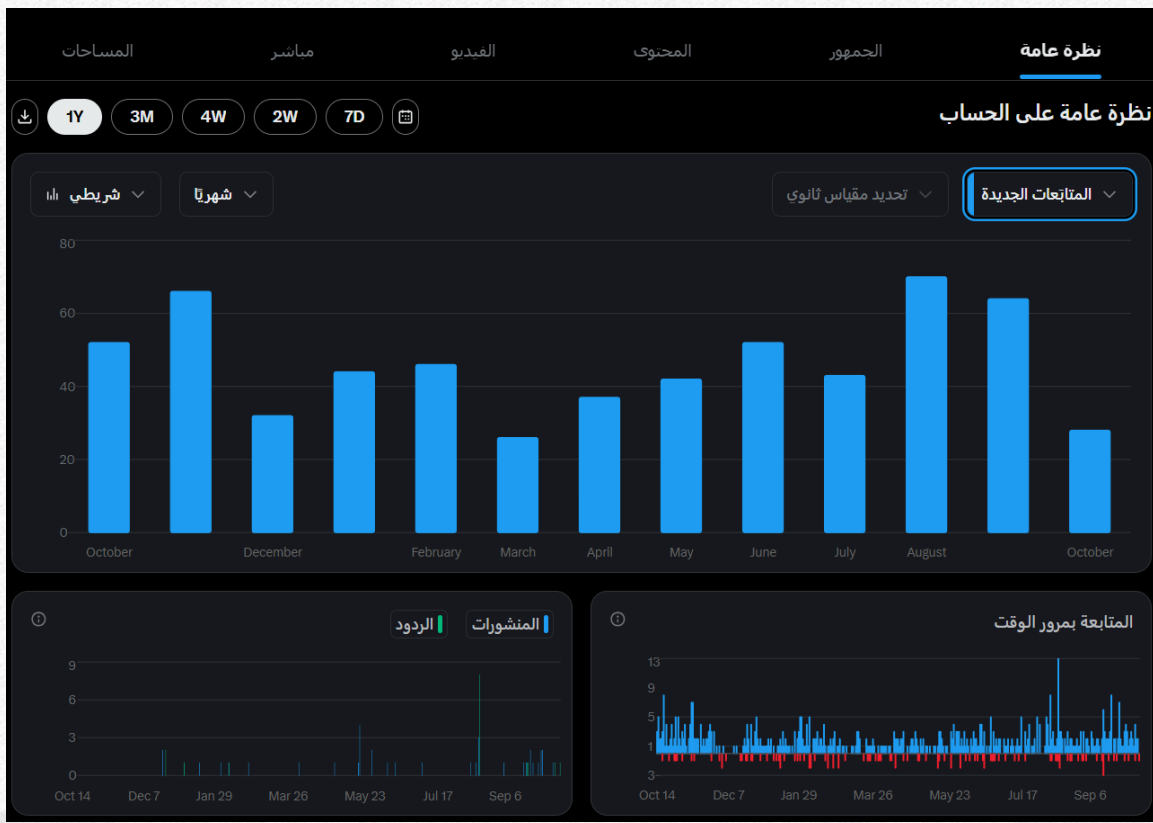 نظرة عامة
الجمهور
المحتوى
الفيديو
مباشر
المساحات
نظرة عامة على الحساب
7D
2W
4W
3M
1Y
المتابَعات الجديدة
تحديد مقياس ثانوي
شهريًا
شريطي
80
60
40
20
0
October
December
February
March
April
May
June
July
August
October
المتابعة بمرور الوقت
13
9
5
1
3-
Oct 14
Dec 7
Jan 29
Mar 26
May 23
Jul 17
Sep 6
المنشورات
الردود
9
6
3
0
Oct 14
Dec 7
Jan 29
Mar 26
May 23
Jul 17
Sep 6